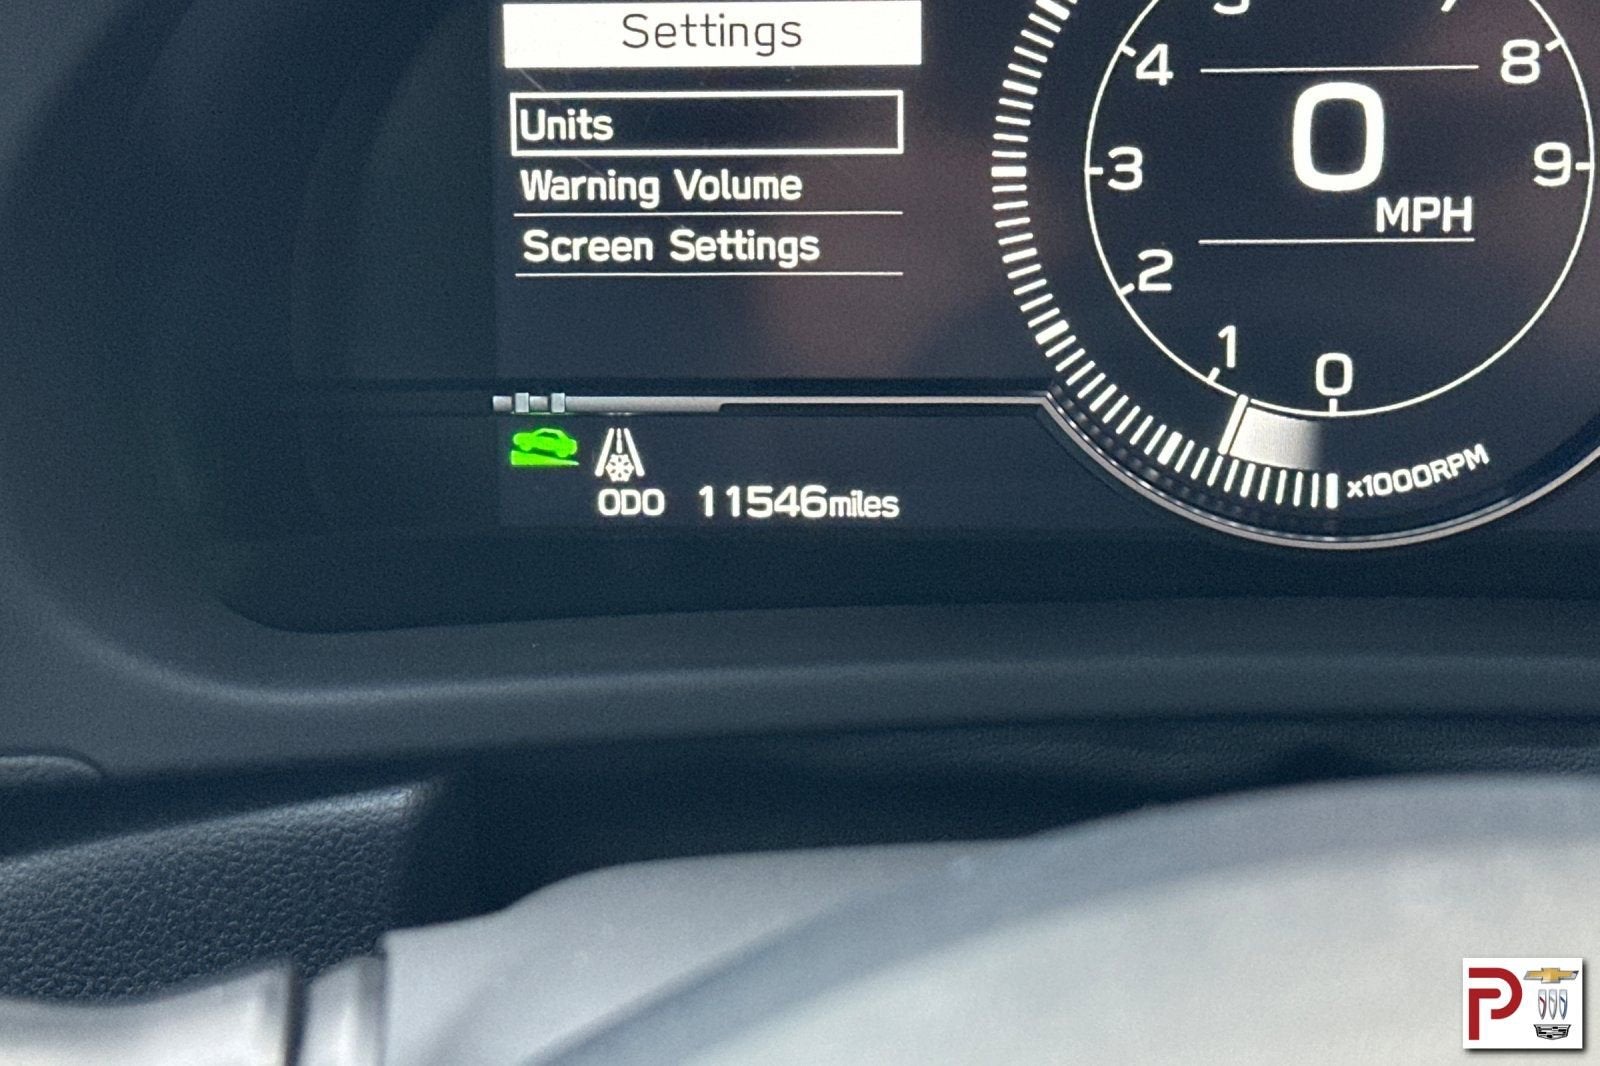 Settings
Units
Warning Volume
Screen Settings
ODO 11546miles
4
3
2
1
0
8
9
0
MPH
x1000RPM
P